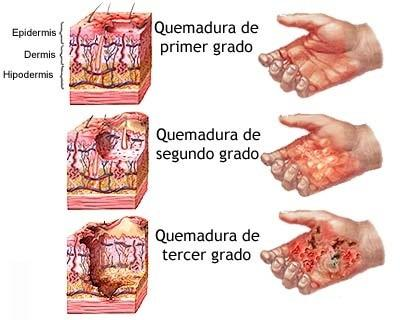 Epidermis
Dermis
Hipodermis
Quemadura de
primer grado
Quemadura de
segundo grado
Quemadura de
tercer grado